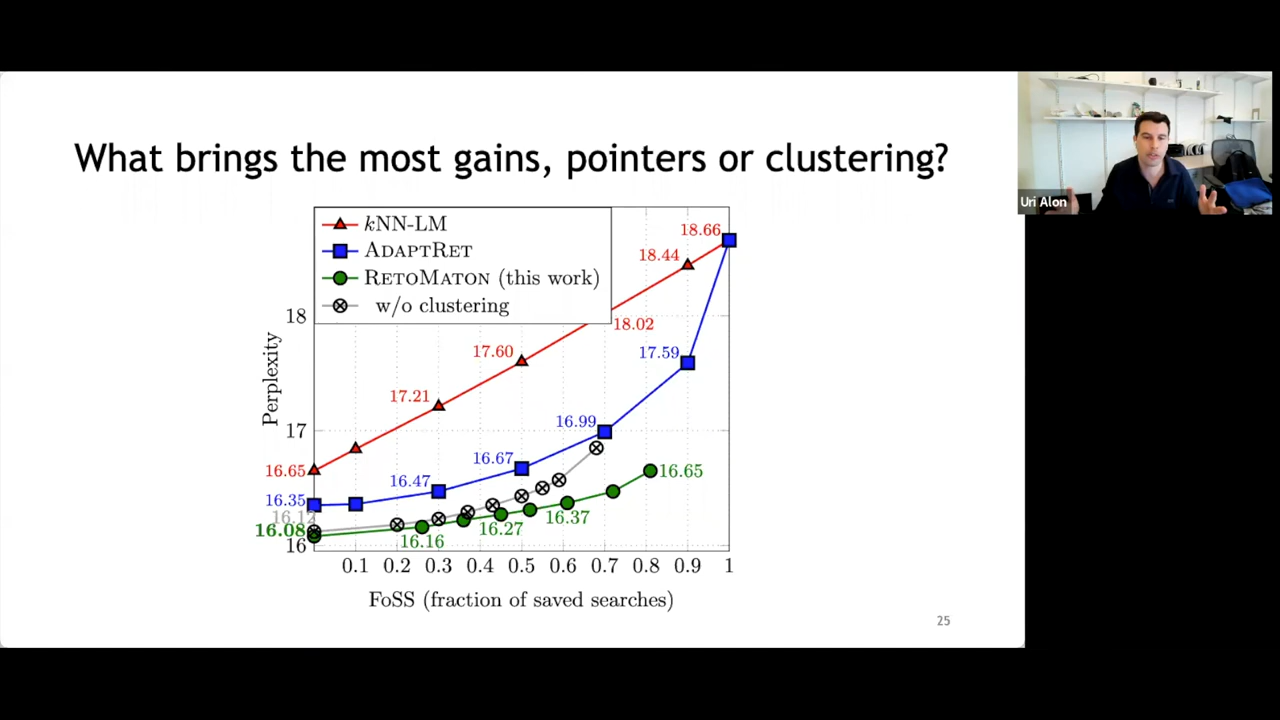 What brings the most gains, pointers or clustering?
Uri Alon
kNN-LM
ADAPTRET
RETOMATON (this work)
w/o clustering
18.66
18.44
18.02
17.60
17.21
16.65
17.59
16.99
16.67
16.47
16.35
16.12
16.08
16.16
16.27
16.37
16.65
18
17
16
Perplexity
0.1 0.2 0.3 0.4 0.5 0.6 0.7 0.8 0.9 1
FoSS (fraction of saved searches)
25